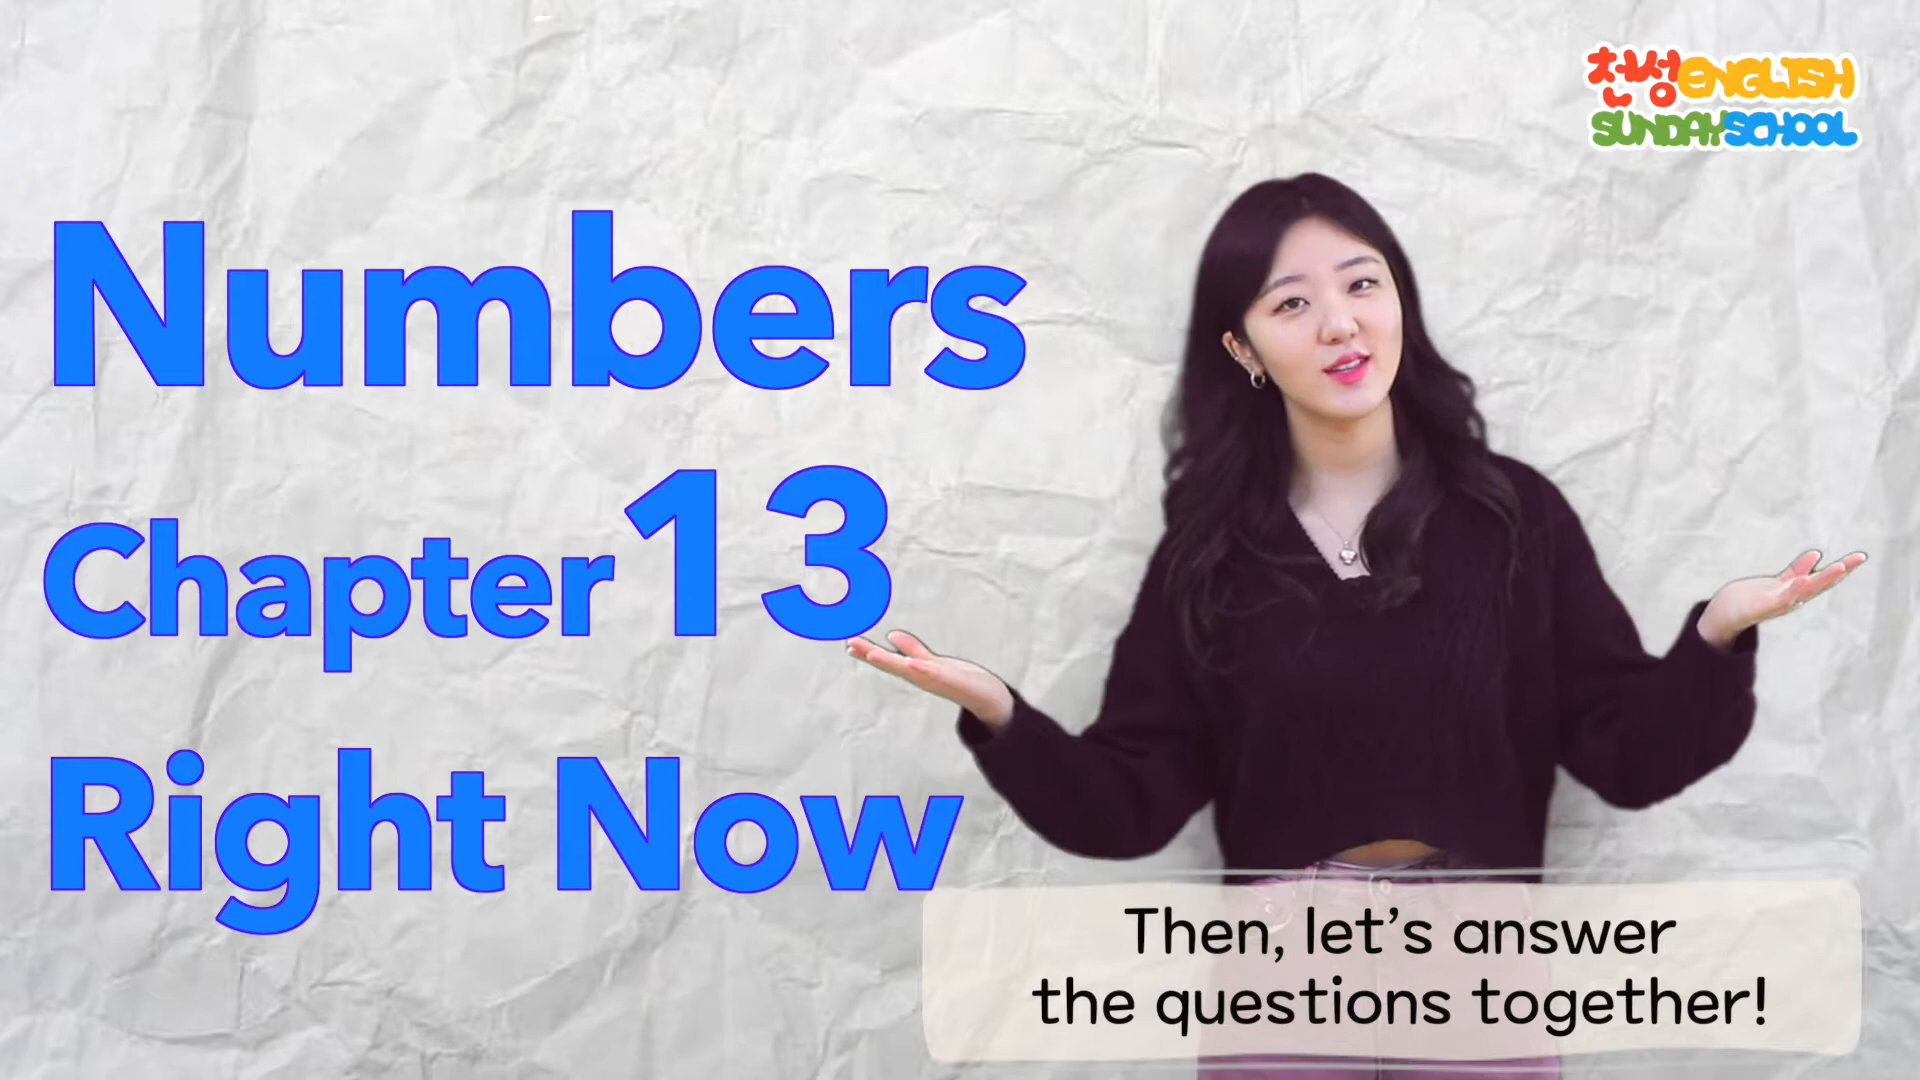 천성ENGLISH
SUNDAYSCHOOL
Numbers
Chapter 13
Right Now
Then, let's answer
the questions together!